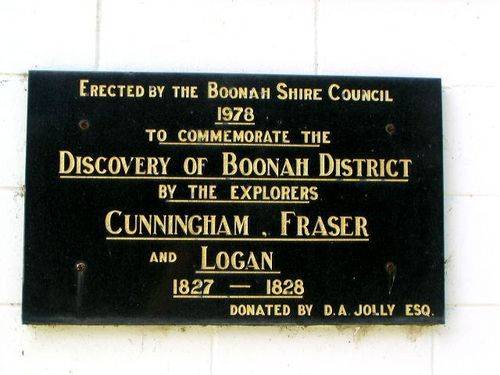 ERECTED BY THE BOONAH SHIRE COUNCIL
1978
TO COMMEMORATE THE
DISCOVERY OF BOONAH DISTRICT
BY THE EXPLORERS
CUNNINGHAM, FRASER
AND LOGAN
1827 — 1828
DONATED BY D.A. JOLLY ESQ.